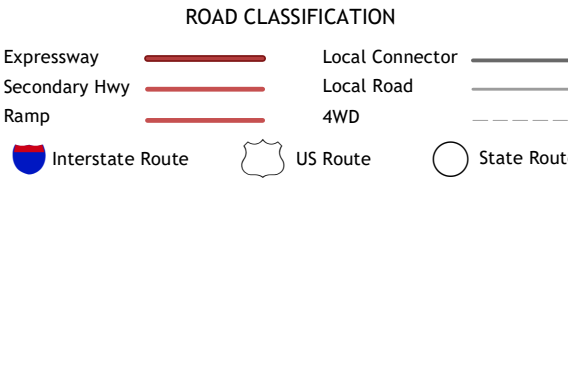 ROAD CLASSIFICATION
Expressway
Local Connector
Secondary Hwy
Local Road
Ramp
4WD
Interstate Route
US Route
State Rout